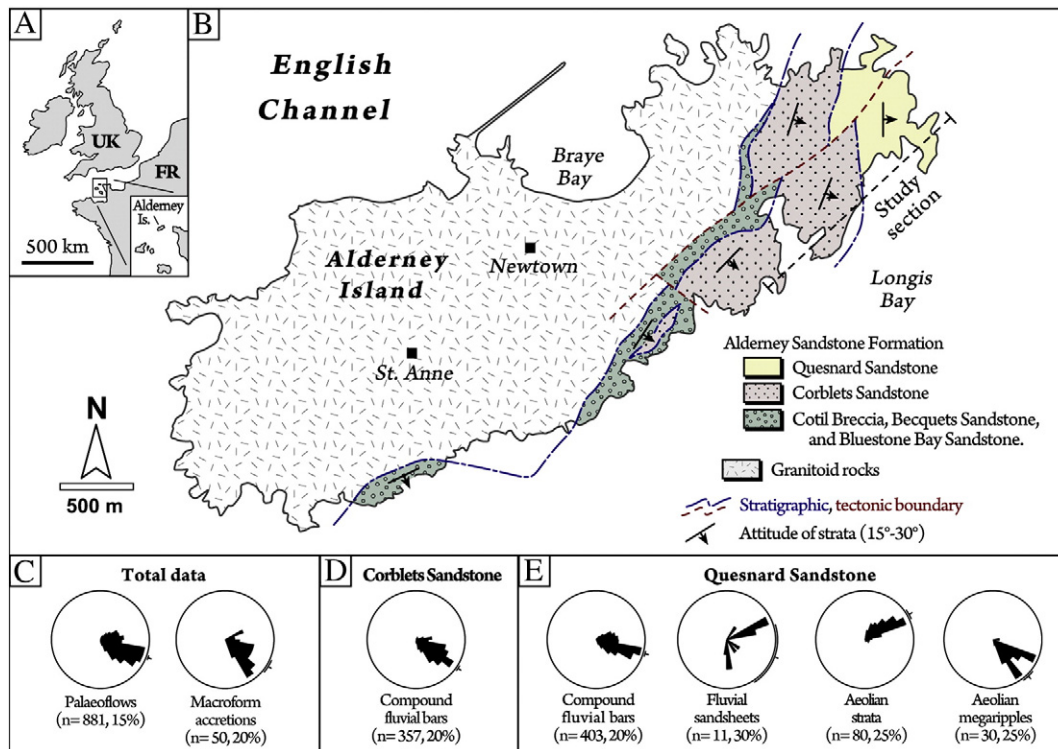 A
UK
FR
Alderney
Is.
500 km
B
English
Channel
Braye
Bay
Alderney
Island
Newtown
St. Anne
Study
section
Longis
Bay
N
500 m
Alderney Sandstone Formation
Quesnard Sandstone
Corblets Sandstone
Cotil Breccia, Becquets Sandstone,
and Bluestone Bay Sandstone.
Granitoid rocks
Stratigraphic, tectonic boundary
Attitude of strata (15°-30°)
C
Total data
Palaeoflows
(n= 881, 15%)
Macroform
accretions
(n= 50, 20%)
D
Corblets Sandstone
Compound
fluvial bars
(n= 357, 20%)
E
Quesnard Sandstone
Compound
fluvial bars
(n= 403, 20%)
Fluvial
sandsheets
(n= 11, 30%)
Aeolian
strata
(n= 80, 25%)
Aeolian
megaripples
(n= 30, 25%)